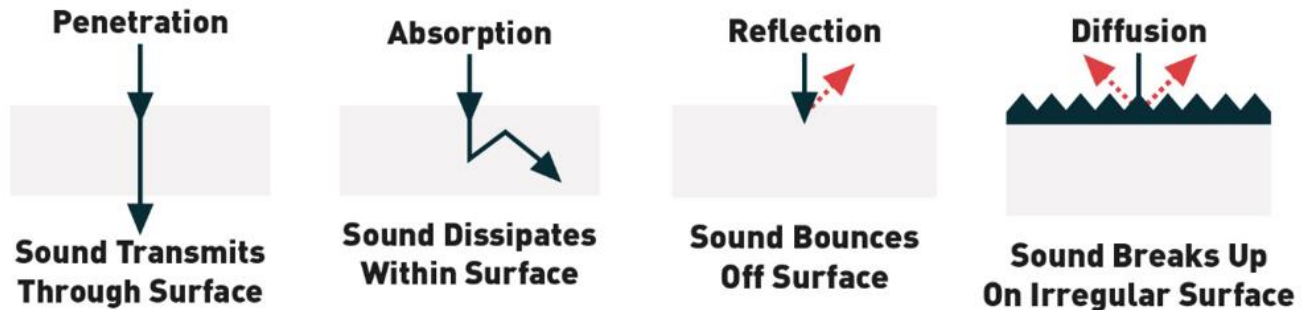 Penetration
Sound Transmits
Through Surface
Absorption
Sound Dissipates
Within Surface
Reflection
Sound Bounces
Off Surface
Diffusion
Sound Breaks Up
On Irregular Surface